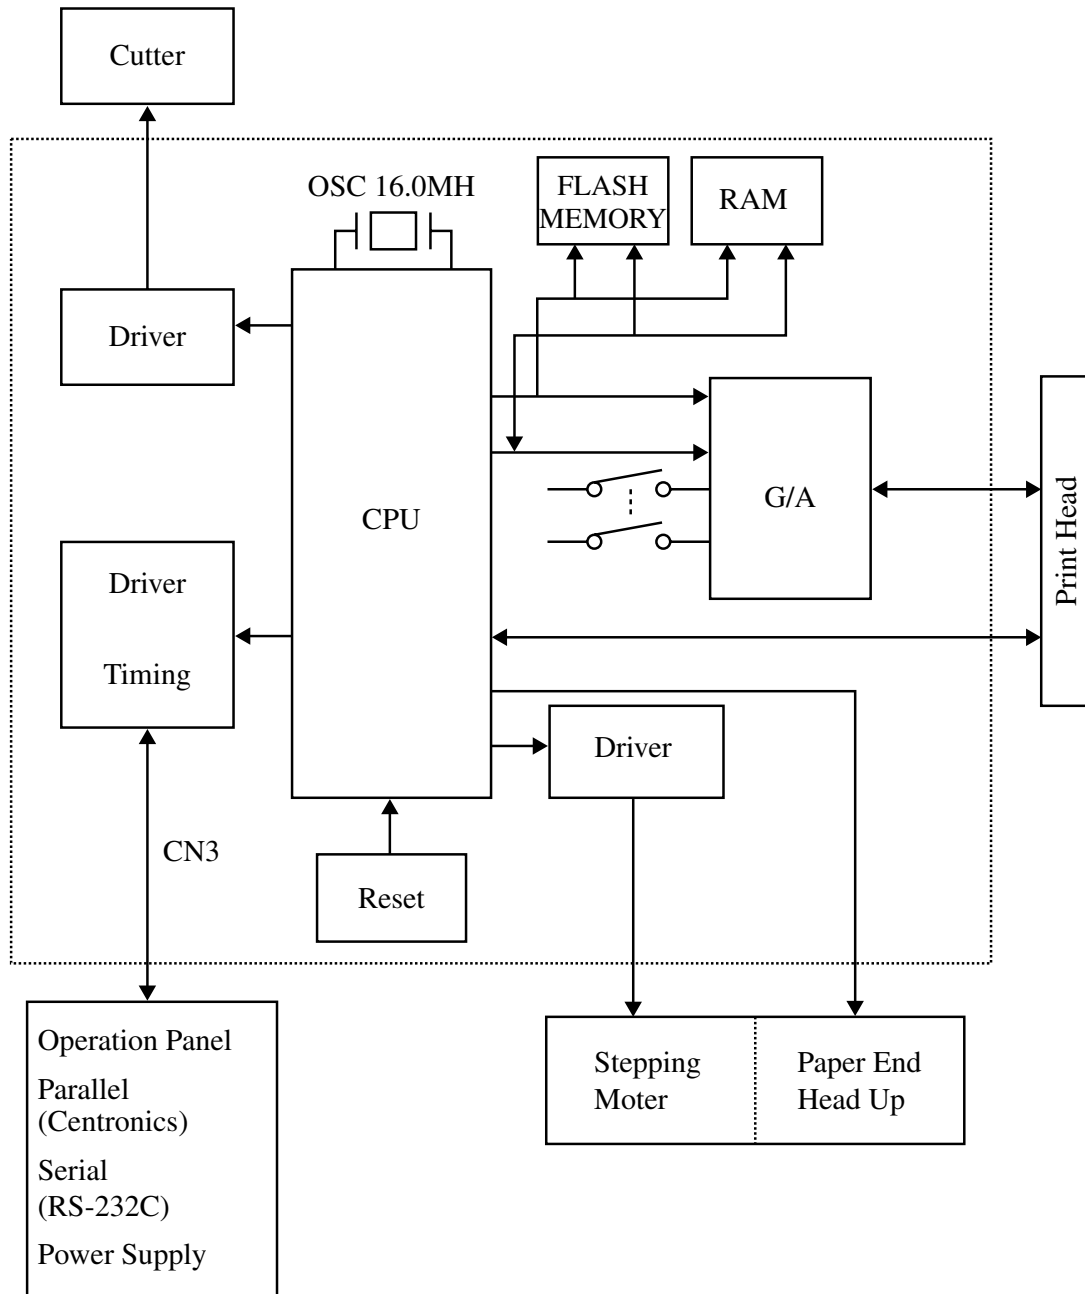 Cutter
OSC 16.0MH
FLASH
MEMORY
RAM
Driver
CPU
G/A
Print Head
Driver
Timing
Driver
CN3
Reset
Operation Panel
Parallel
(Centronics)
Serial
(RS-232C)
Power Supply
Stepping
Moter
Paper End
Head Up